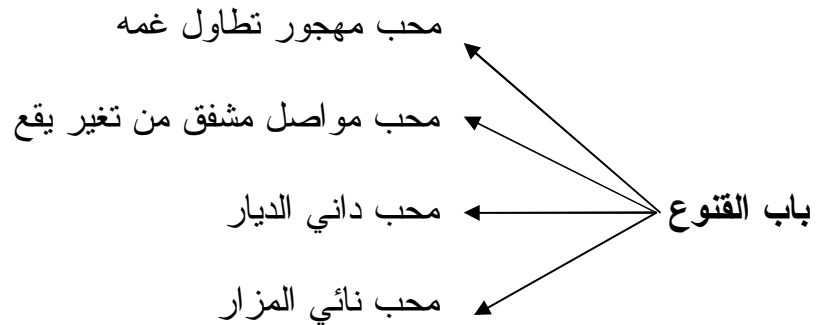 محب مهجور تطاول غمه
محب مواصل مشفق من تغير يقع
باب القنوع
محب داني الديار
محب نائي المزار